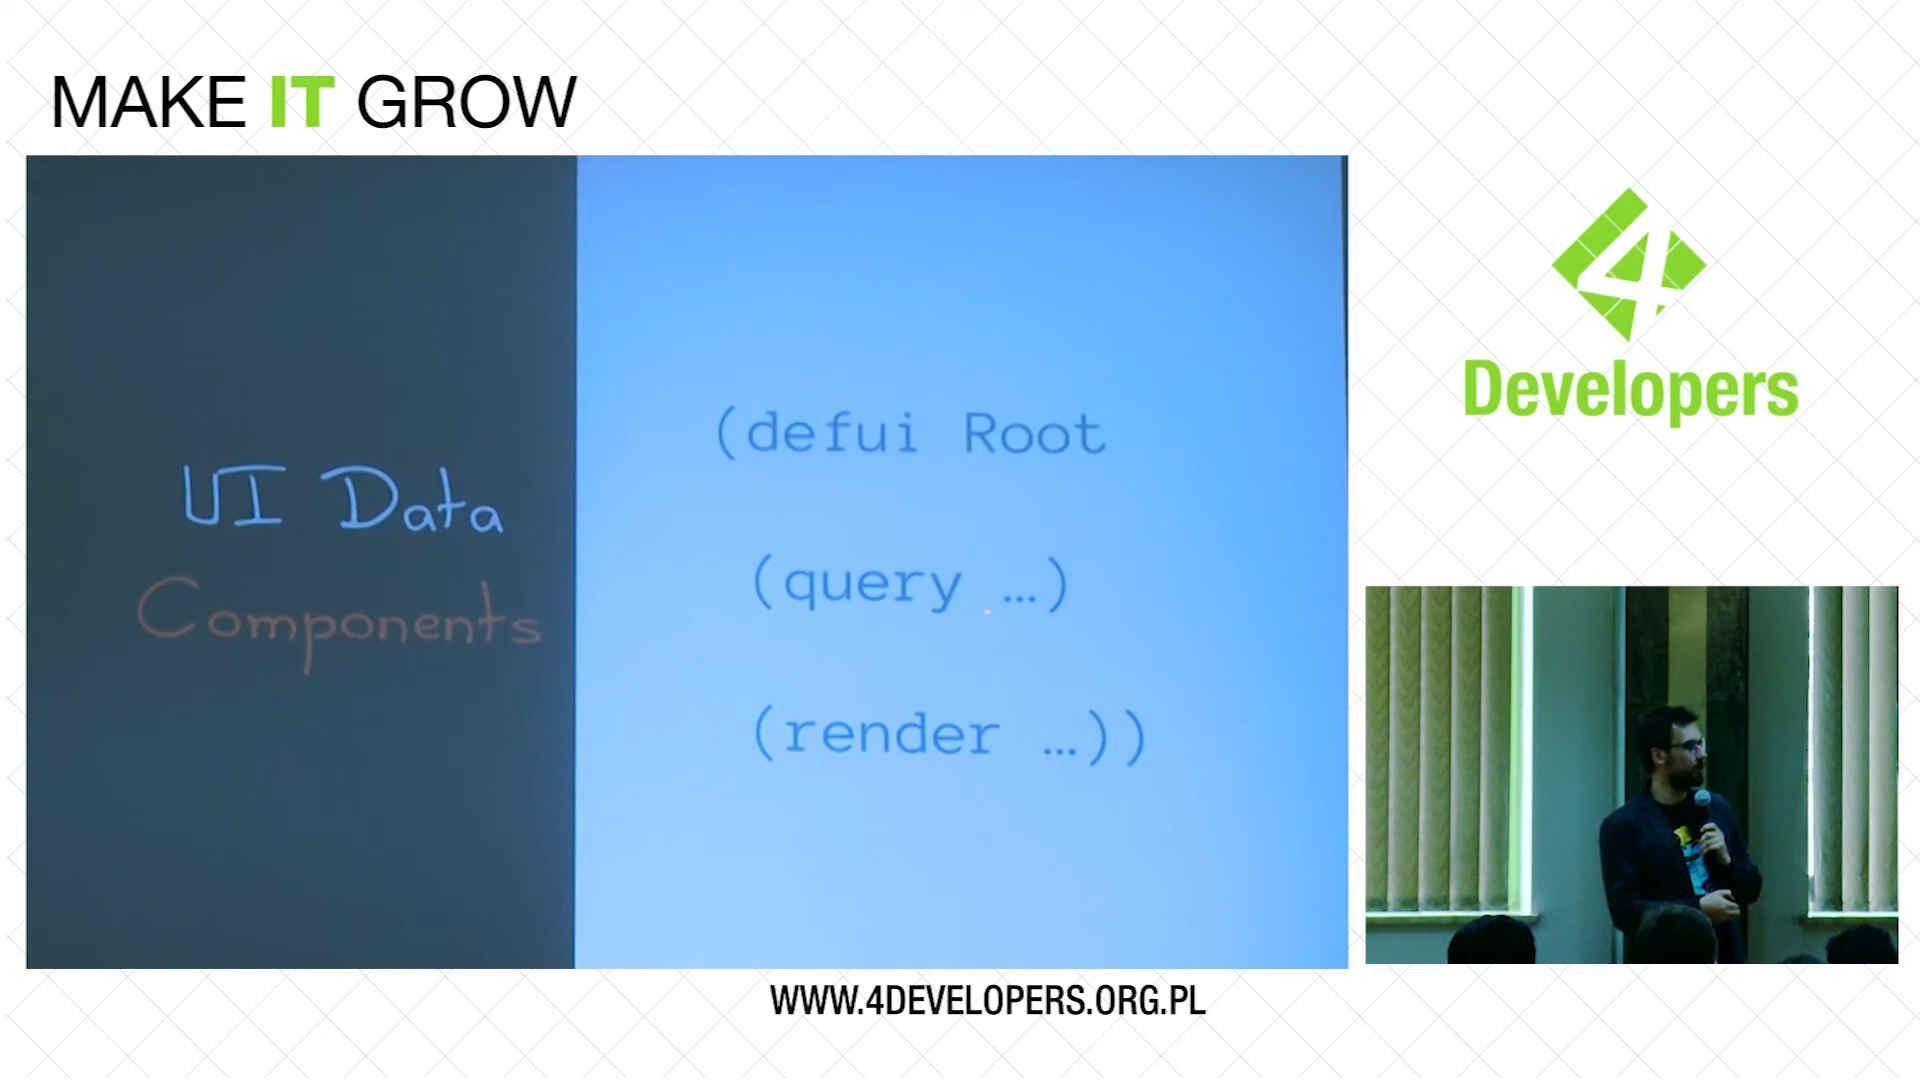 MAKE IT GROW
UI Data
Components
(defui Root
(query …)
(render …))
4
Developers
WWW.4DEVELOPERS.ORG.PL